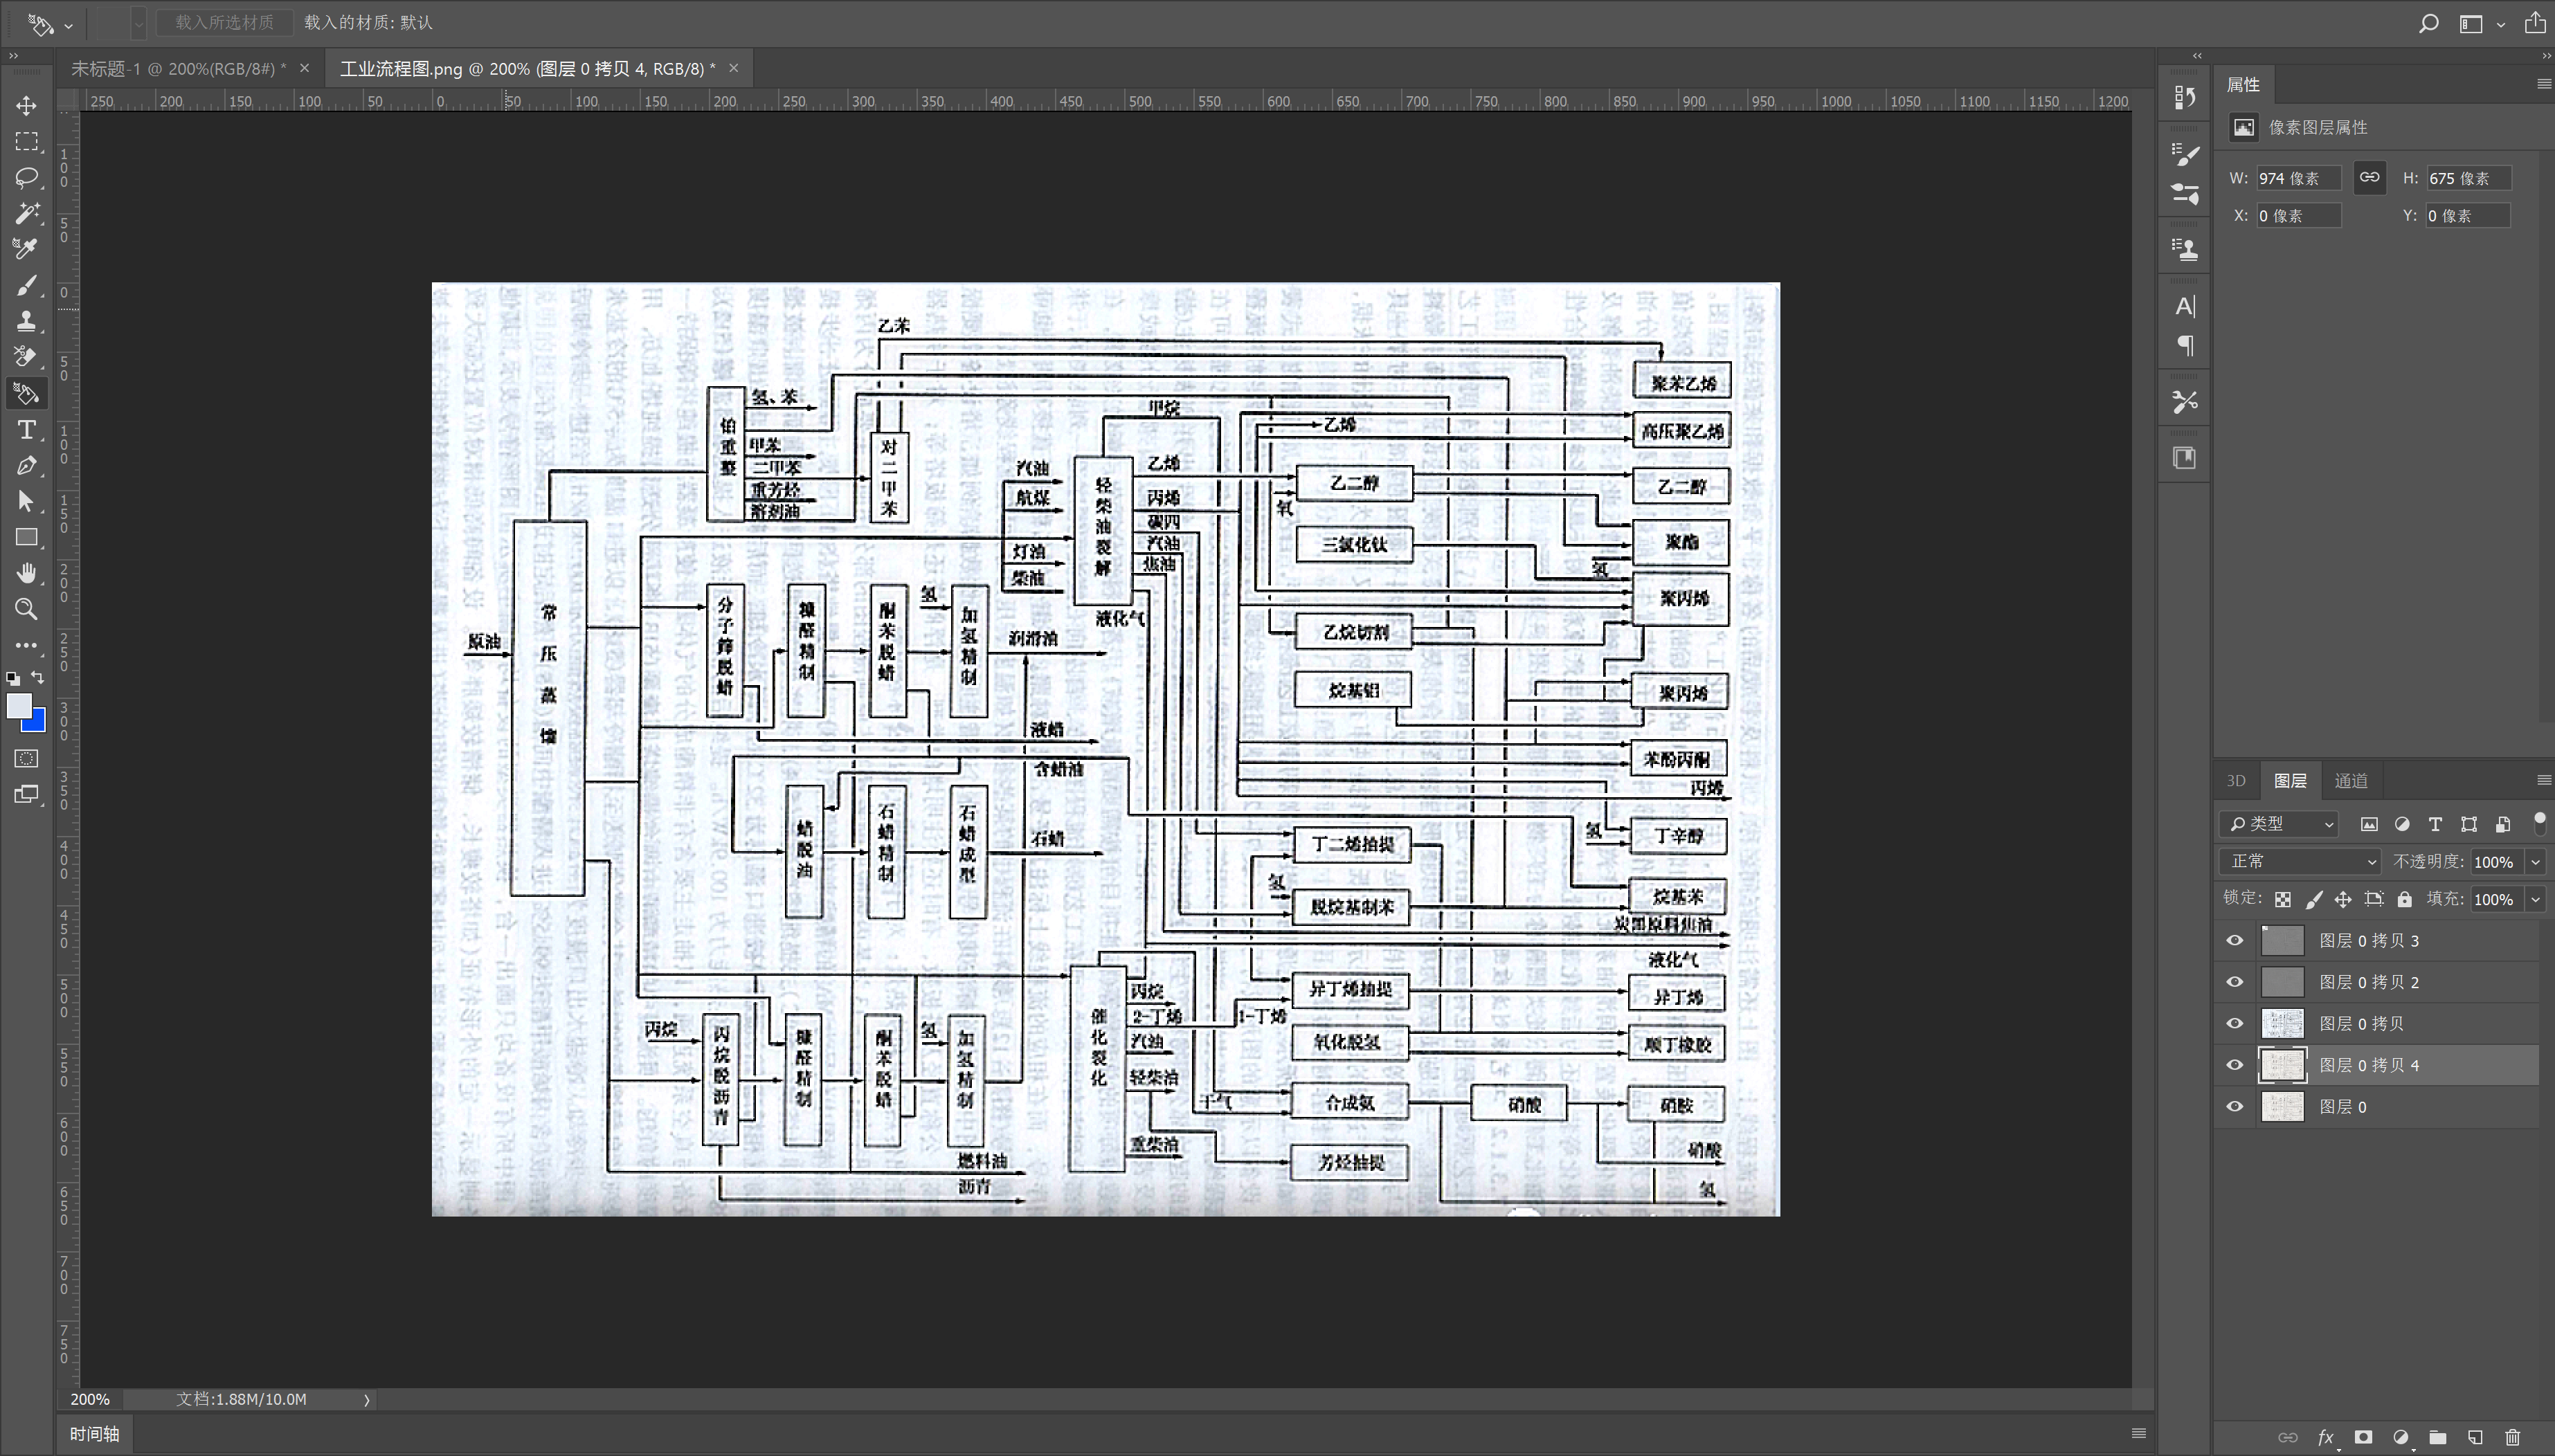 载入所选材质 载入的材质: 默认
未标题-1 @ 200%(RGB/8#) * ×
工业流程图.png @ 200% (图层 0 拷贝 4, RGB/8) * ×
250 200 150 100 50 0 50 100 150 200 250 300 350 400 450 500 550 600 650 700 750 800 850 900 950 1000 1050 1100 1150 1200
100
50
0
50
100
150
200
250
300
350
400
450
500
550
600
650
700
750
乙苯
聚苯乙烯
铂重整
氢、苯
甲苯
二甲苯
重芳烃
溶剂油
对二甲苯
甲烷
乙烯
高压聚乙烯
汽油
航煤
灯油
柴油
轻柴油裂解
乙烯
丙烯
碳四
汽油
焦油
液化气
乙二醇
氧
乙二醇
三氯化钛
聚酯
氢
聚丙烯
原油
常压蒸馏
分子筛脱蜡
糠醛精制
酮苯脱蜡
氢
加氢精制
润滑油
乙烷切割
烷基铝
聚丙烯
液蜡
含蜡油
苯酚丙酮
丙烯
蜡脱油
石蜡精制
石蜡成型
石蜡
丁二烯抽提
氢
丁辛醇
氢
脱烷基制苯
烷基苯
炭黑原料焦油
液化气
催化裂化
丙烷
2-丁烯
1-丁烯
汽油
轻柴油
重柴油
干气
异丁烯抽提
异丁烯
氧化脱氢
顺丁橡胶
丙烷
丙烷脱沥青
糠醛精制
酮苯脱蜡
氢
加氢精制
合成氨
硝酸
硝胺
硝酸
氢
芳烃抽提
燃料油
沥青
200% 文档:1.88M/10.0M
时间轴
属性
像素图层属性
W: 974 像素 H: 675 像素
X: 0 像素 Y: 0 像素
3D 图层 通道
类型
正常 不透明度: 100%
锁定: 填充: 100%
图层 0 拷贝 3
图层 0 拷贝 2
图层 0 拷贝
图层 0 拷贝 4
图层 0
fx